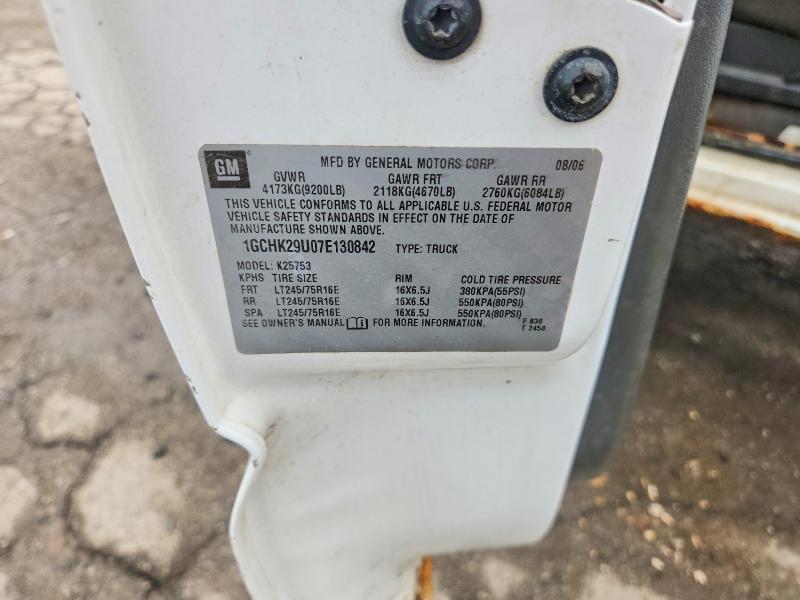 GM
MFD BY GENERAL MOTORS CORP. 08/06
GVWR GAWR FRT GAWR RR
4173KG(9200LB) 2118KG(4670LB) 2760KG(6084LB)
THIS VEHICLE CONFORMS TO ALL APPLICABLE U.S. FEDERAL MOTOR
VEHICLE SAFETY STANDARDS IN EFFECT ON THE DATE OF
MANUFACTURE SHOWN ABOVE.
1GCHK29U07E130842 TYPE: TRUCK
MODEL: K25753
KPHS TIRE SIZE RIM COLD TIRE PRESSURE
FRT LT245/75R16E 16X6.5J 380KPA(55PSI)
RR LT245/75R16E 16X6.5J 550KPA(80PSI)
SPA LT245/75R16E 16X6.5J 550KPA(80PSI)
SEE OWNER'S MANUAL FOR MORE INFORMATION. F 830
T 2458